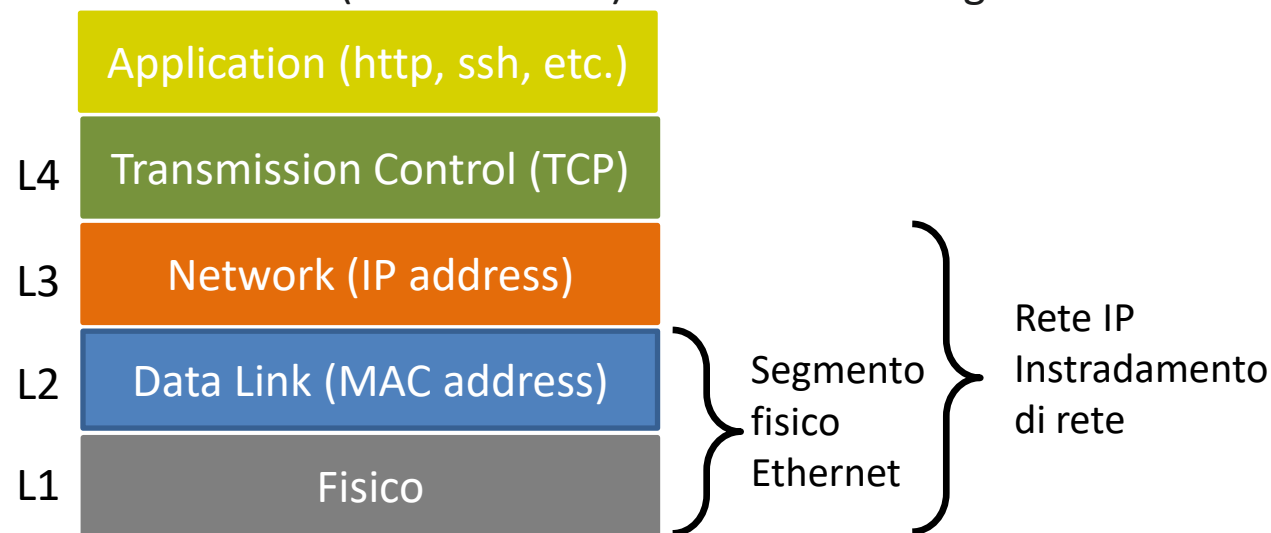 Application (http, ssh, etc.)
L4 Transmission Control (TCP)
L3 Network (IP address)
L2 Data Link (MAC address)
L1 Fisico
Segmento
fisico
Ethernet
Rete IP
Instradamento
di rete